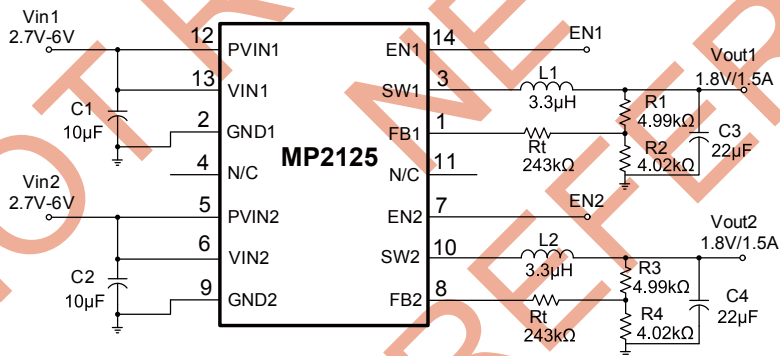 Vin1
2.7V-6V
12
PVIN1
13
VIN1
C1
10µF
2
GND1
4
N/C
Vin2
2.7V-6V
5
PVIN2
6
VIN2
C2
10µF
9
GND2
MP2125
EN1
14
EN1
SW1
3
L1
3.3µH
Vout1
1.8V/1.5A
R1
4.99kΩ
FB1
1
Rt
243kΩ
R2
4.02kΩ
C3
22µF
N/C
11
EN2
7
EN2
SW2
10
L2
3.3µH
Vout2
1.8V/1.5A
R3
4.99kΩ
FB2
8
Rt
243kΩ
R4
4.02kΩ
C4
22µF